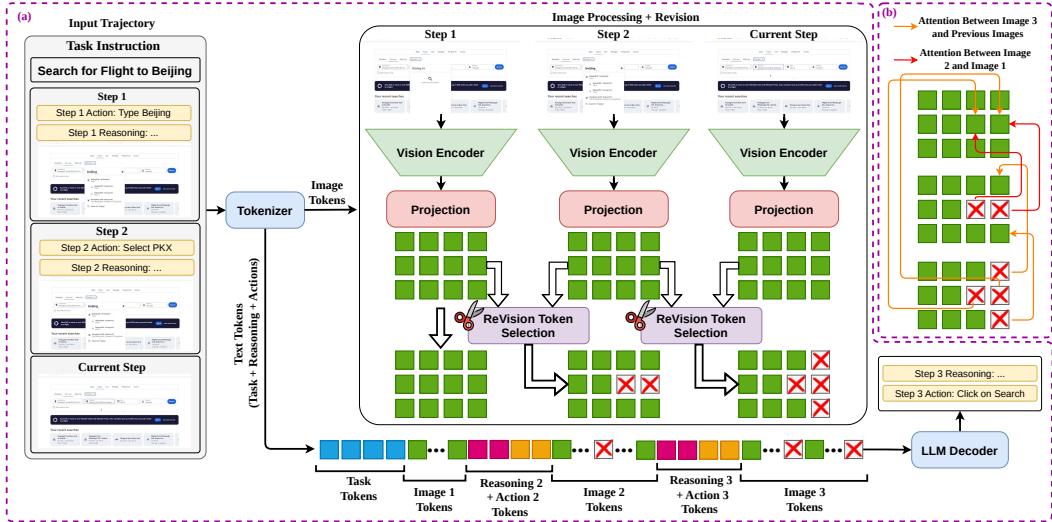 (a)
Input Trajectory
Task Instruction
Search for Flight to Beijing
Step 1
Step 1 Action: Type Beijing
Step 1 Reasoning: ...
Step 2
Step 2 Action: Select PKX
Step 2 Reasoning: ...
Current Step
Tokenizer
Image
Tokens
Text Tokens
(Task + Reasoning + Actions)
Image Processing + Revision
Step 1
Step 2
Current Step
Vision Encoder
Vision Encoder
Vision Encoder
Projection
Projection
Projection
ReVision Token
Selection
ReVision Token
Selection
Task
Tokens
Image 1
Tokens
Reasoning 2
+ Action 2
Tokens
Image 2
Tokens
Reasoning 3
+ Action 3
Tokens
Image 3
Tokens
LLM Decoder
Step 3 Reasoning: ...
Step 3 Action: Click on Search
(b)
Attention Between Image 3
and Previous Images
Attention Between Image
2 and Image 1